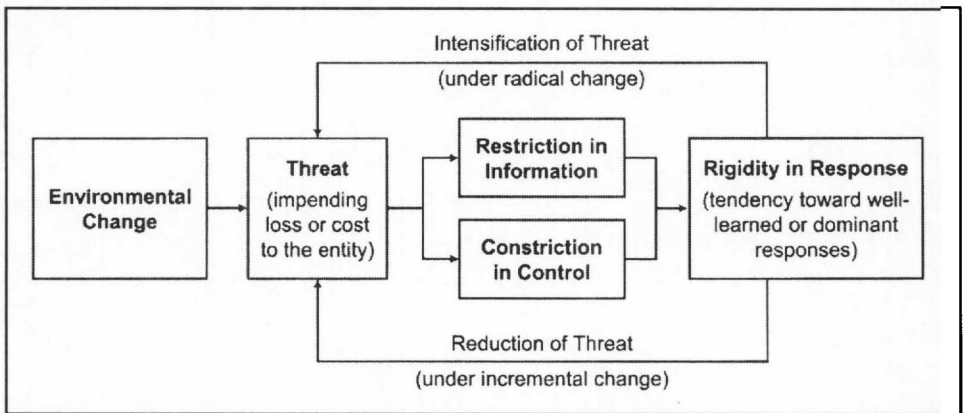 Intensification of Threat
(under radical change)
Environmental
Change
Threat
(impending
loss or cost
to the entity)
Restriction in
Information
Constriction
in Control
Rigidity in Response
(tendency toward well-
learned or dominant
responses)
Reduction of Threat
(under incremental change)